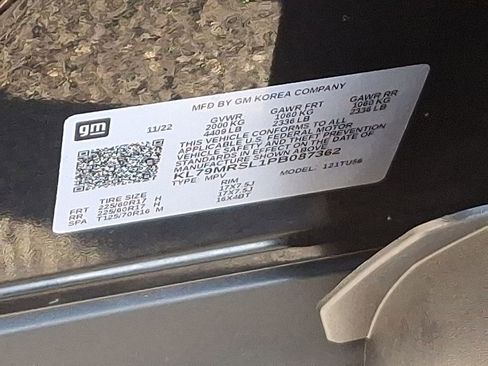 MFD BY GM KOREA COMPANY
gm
11/22
GVWR GAWR FRT GAWR RR
2000 KG 1060 KG 1060 KG
4409 LB 2336 LB 2336 LB
THIS VEHICLE CONFORMS TO ALL
APPLICABLE U.S. FEDERAL MOTOR
VEHICLE SAFETY AND THEFT PREVENTION
STANDARDS IN EFFECT ON THE DATE OF
MANUFACTURE SHOWN ABOVE.
KL79MRSL1PB087362
TYPE: MPV MODEL: 121TU56
TIRE SIZE RIM
FRT 225/60R17 H 17X7.5J
RR 225/60R17 H 17X7.5J
SPA T125/70R16 M 16X4BT